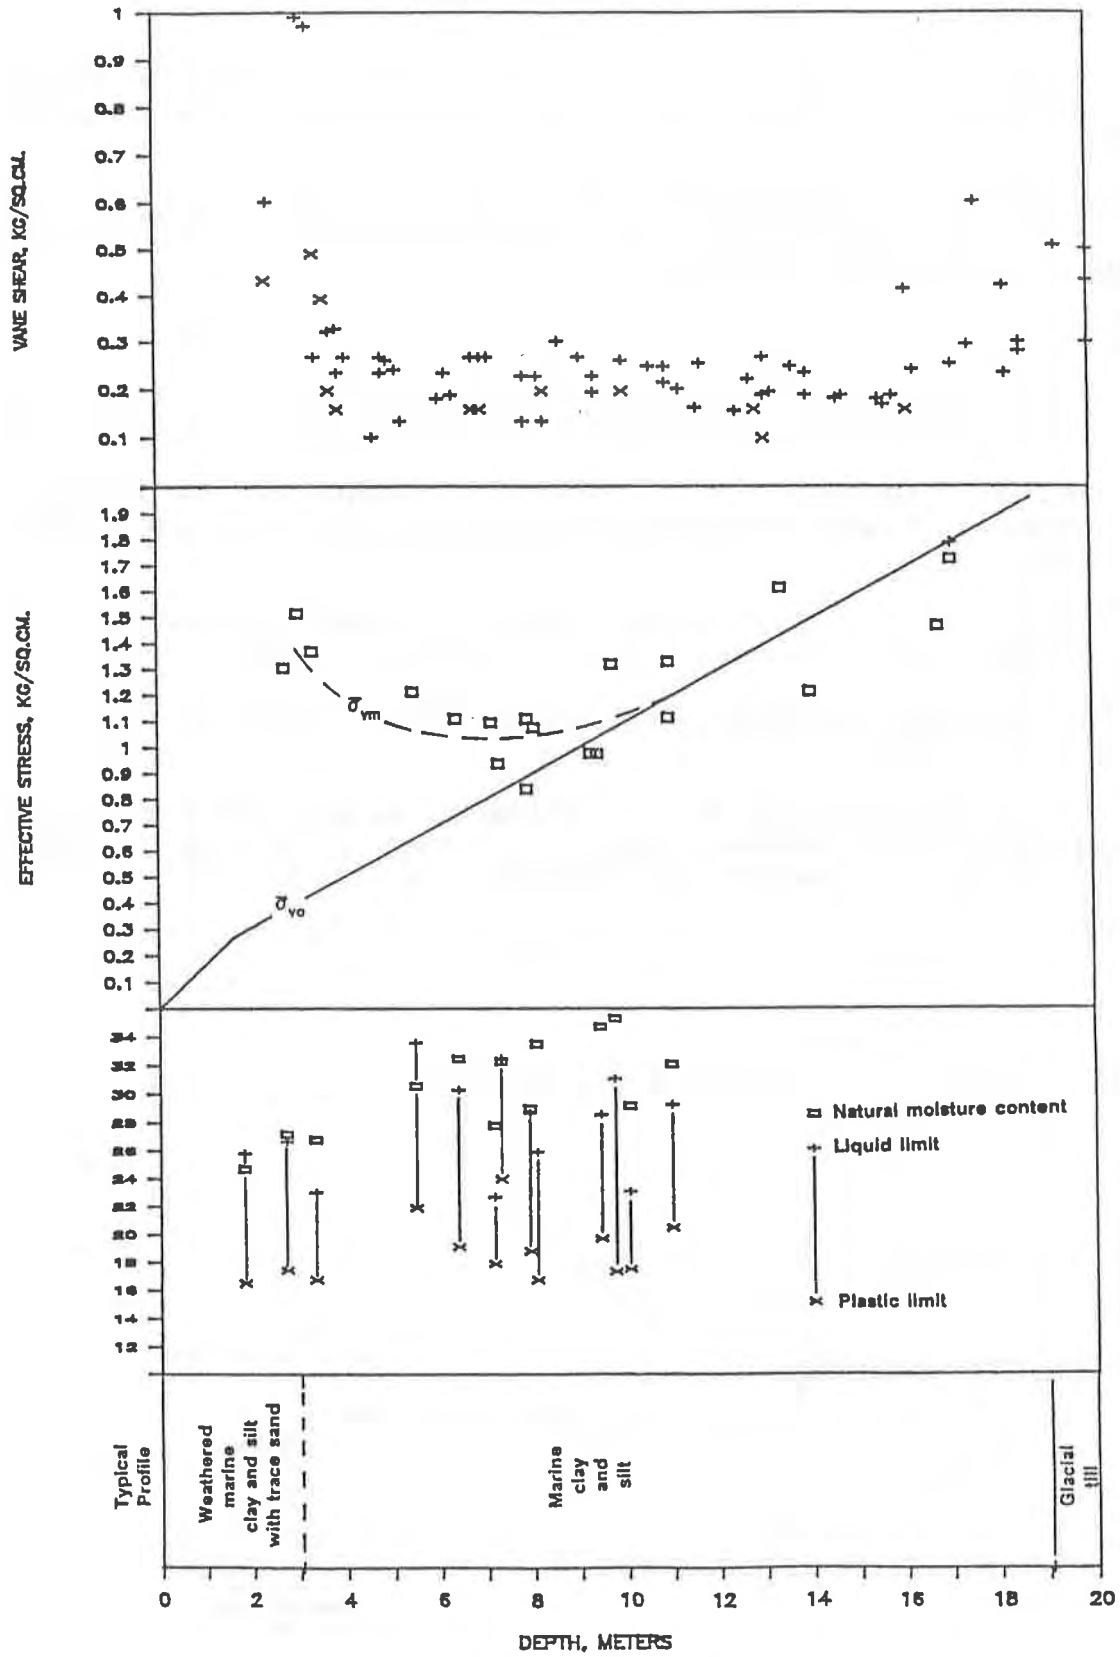 VANE SHEAR, KG/SQ.CM.
1
0.9
0.8
0.7
0.6
0.5
0.4
0.3
0.2
0.1
EFFECTIVE STRESS, KG/SQ.CM.
1.9
1.8
1.7
1.6
1.5
1.4
1.3
1.2
1.1
1
0.9
0.8
0.7
0.6
0.5
0.4
0.3
0.2
0.1
σ̄vm
σ̄vo
34
32
30
28
26
24
22
20
18
16
14
12
Natural moisture content
Liquid limit
Plastic limit
Typical
Profile
Weathered
marine
clay and silt
with trace sand
Marine
clay
and
silt
Glacial
till
0 2 4 6 8 10 12 14 16 18 20
DEPTH, METERS